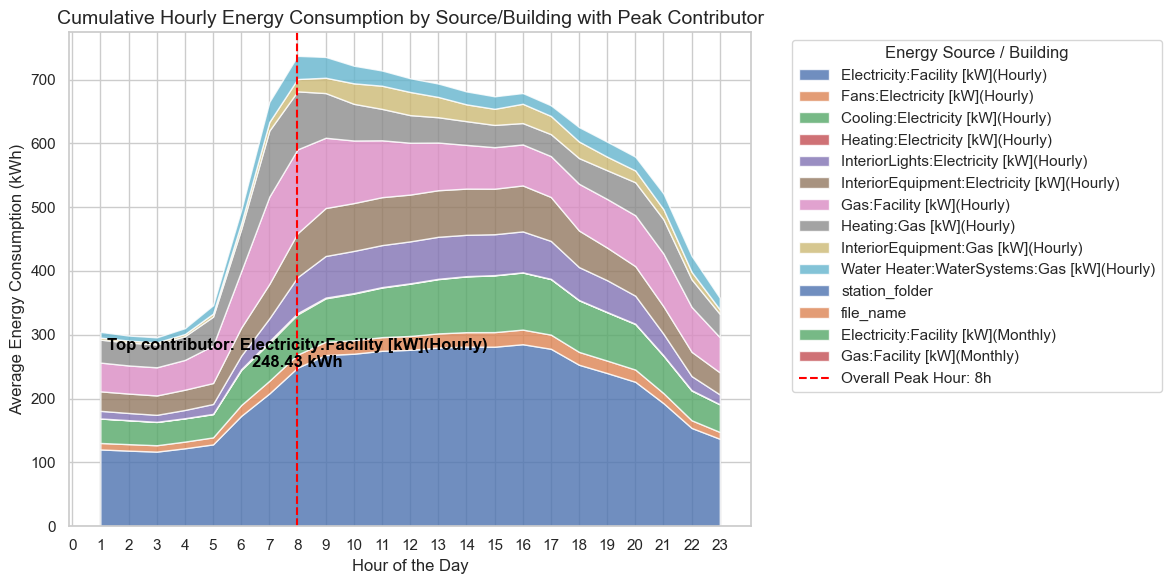 Cumulative Hourly Energy Consumption by Source/Building with Peak Contributor
Average Energy Consumption (kWh)
700
600
500
400
300
200
100
0
Top contributor: Electricity:Facility [kW](Hourly)
248.43 kWh
0 1 2 3 4 5 6 7 8 9 10 11 12 13 14 15 16 17 18 19 20 21 22 23
Hour of the Day
Energy Source / Building
Electricity:Facility [kW](Hourly)
Fans:Electricity [kW](Hourly)
Cooling:Electricity [kW](Hourly)
Heating:Electricity [kW](Hourly)
InteriorLights:Electricity [kW](Hourly)
InteriorEquipment:Electricity [kW](Hourly)
Gas:Facility [kW](Hourly)
Heating:Gas [kW](Hourly)
InteriorEquipment:Gas [kW](Hourly)
Water Heater:WaterSystems:Gas [kW](Hourly)
station_folder
file_name
Electricity:Facility [kW](Monthly)
Gas:Facility [kW](Monthly)
Overall Peak Hour: 8h